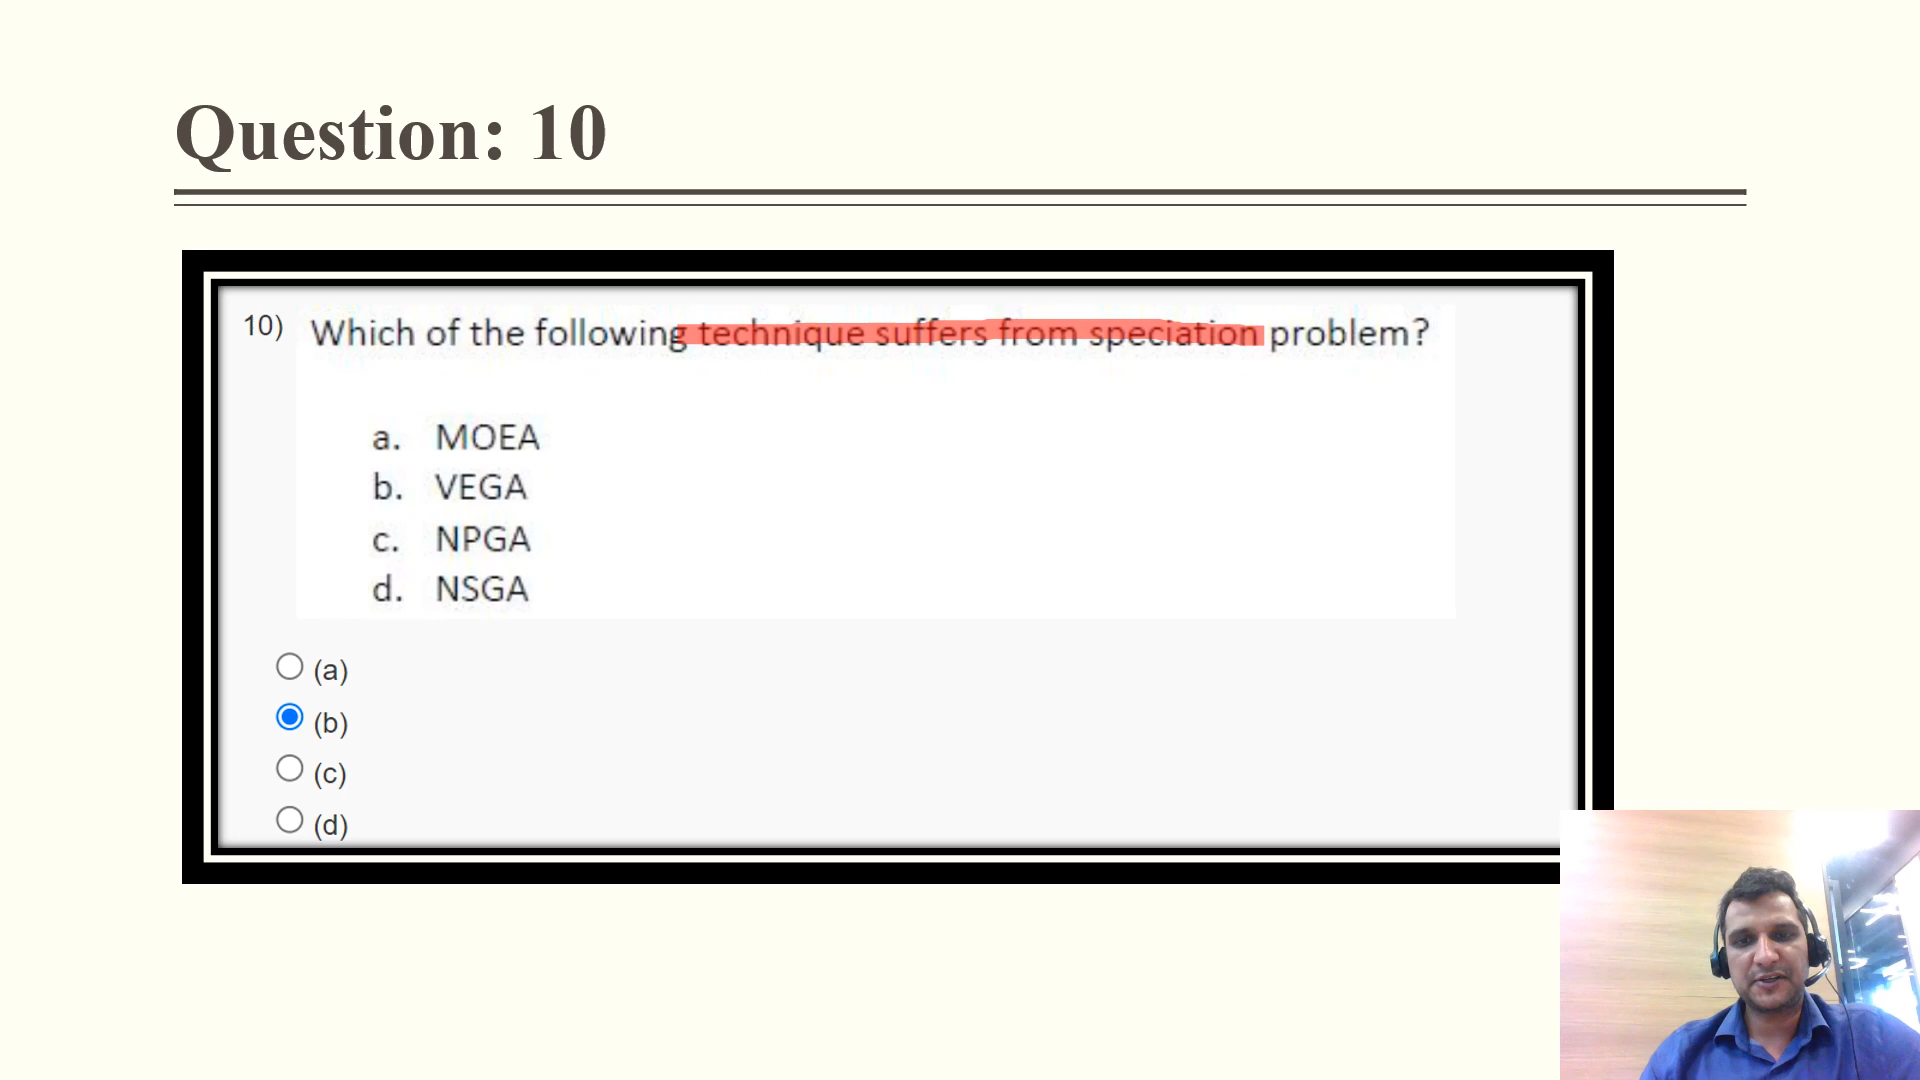 Question: 10
10) Which of the following technique suffers from speciation problem?
a. MOEA
b. VEGA
c. NPGA
d. NSGA
(a)
(b)
(c)
(d)